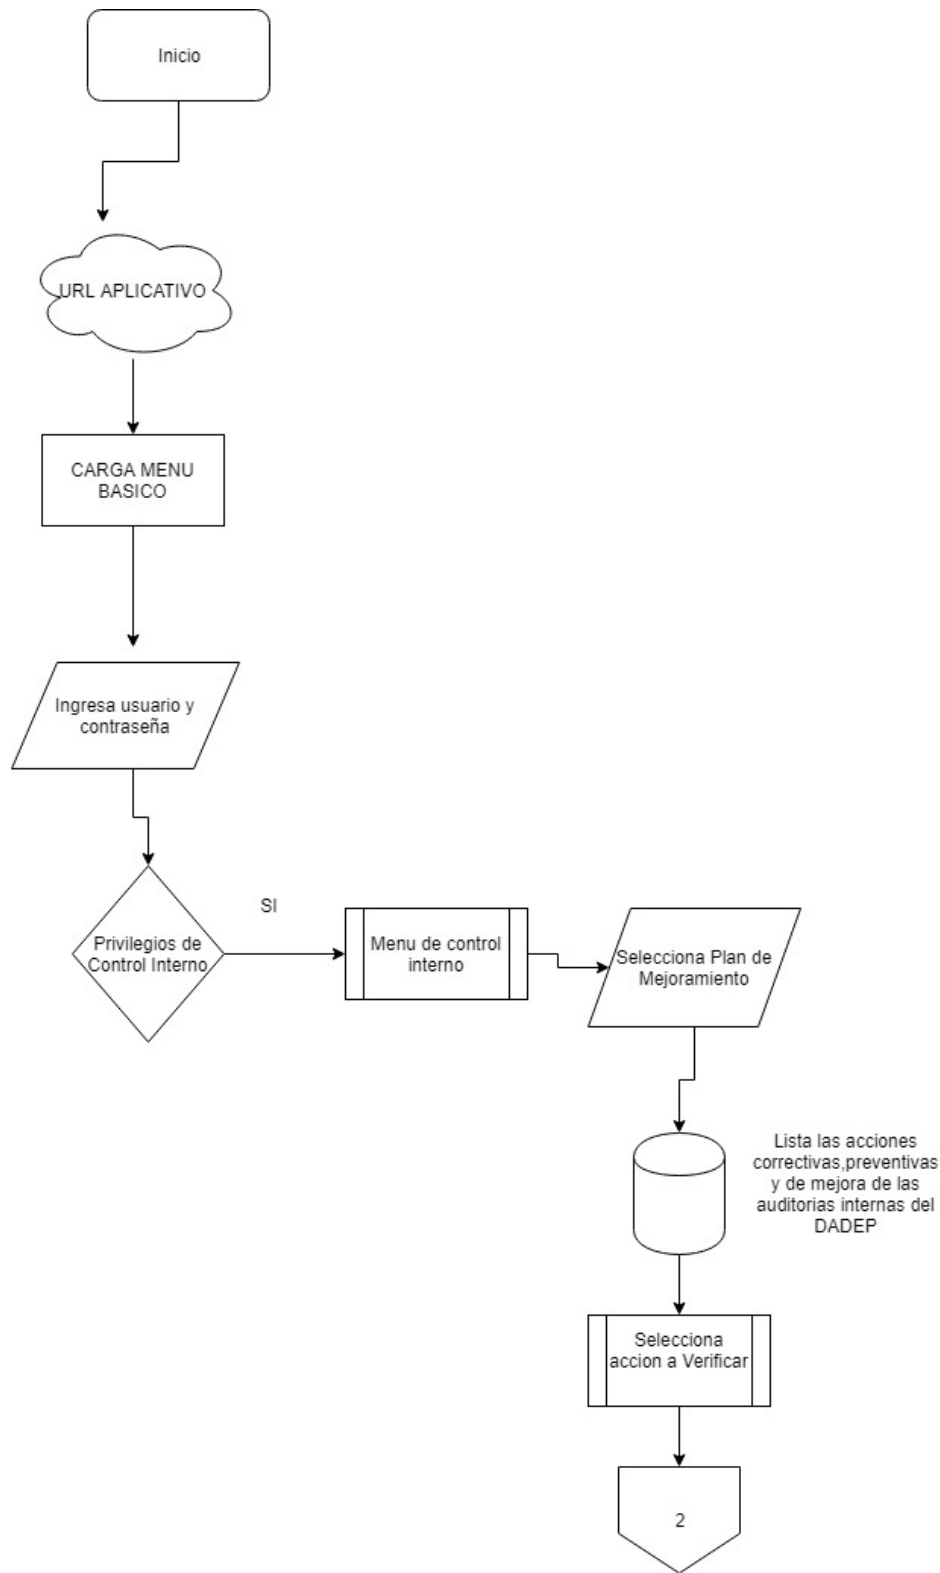 Inicio
URL APLICATIVO
CARGA MENU
BASICO
Ingresa usuario y
contraseña
Privilegios de
Control Interno
SI
Menu de control
interno
Selecciona Plan de
Mejoramiento
Lista las acciones
correctivas,preventivas
y de mejora de las
auditorias internas del
DADEP
Selecciona
accion a Verificar
2